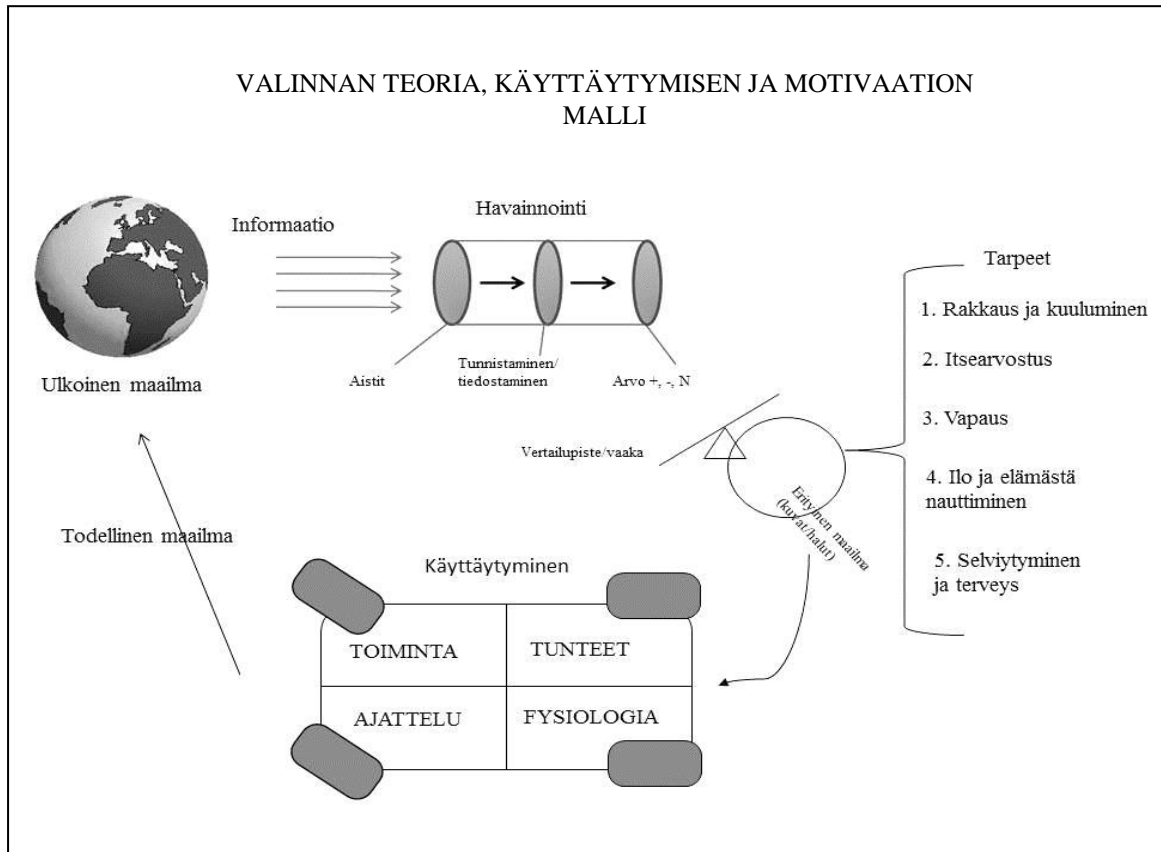 VALINNAN TEORIA, KÄYTTÄYTYMISEN JA MOTIVAATION
MALLI
Informaatio
Havainnointi
Ulkoinen maailma
Aistit
Tunnistaminen/
tiedostaminen
Arvo +, -, N
Vertailupiste/vaaka
Erityinen maailma
(kuvat/halut)
Tarpeet
1. Rakkaus ja kuuluminen
2. Itsearvostus
3. Vapaus
4. Ilo ja elämästä
nauttiminen
5. Selviytyminen
ja terveys
Todellinen maailma
Käyttäytyminen
TOIMINTA
TUNTEET
AJATTELU
FYSIOLOGIA